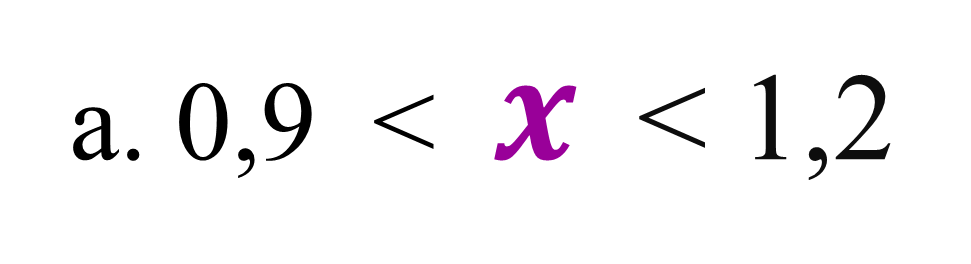 a. 0,9 < x < 1,2